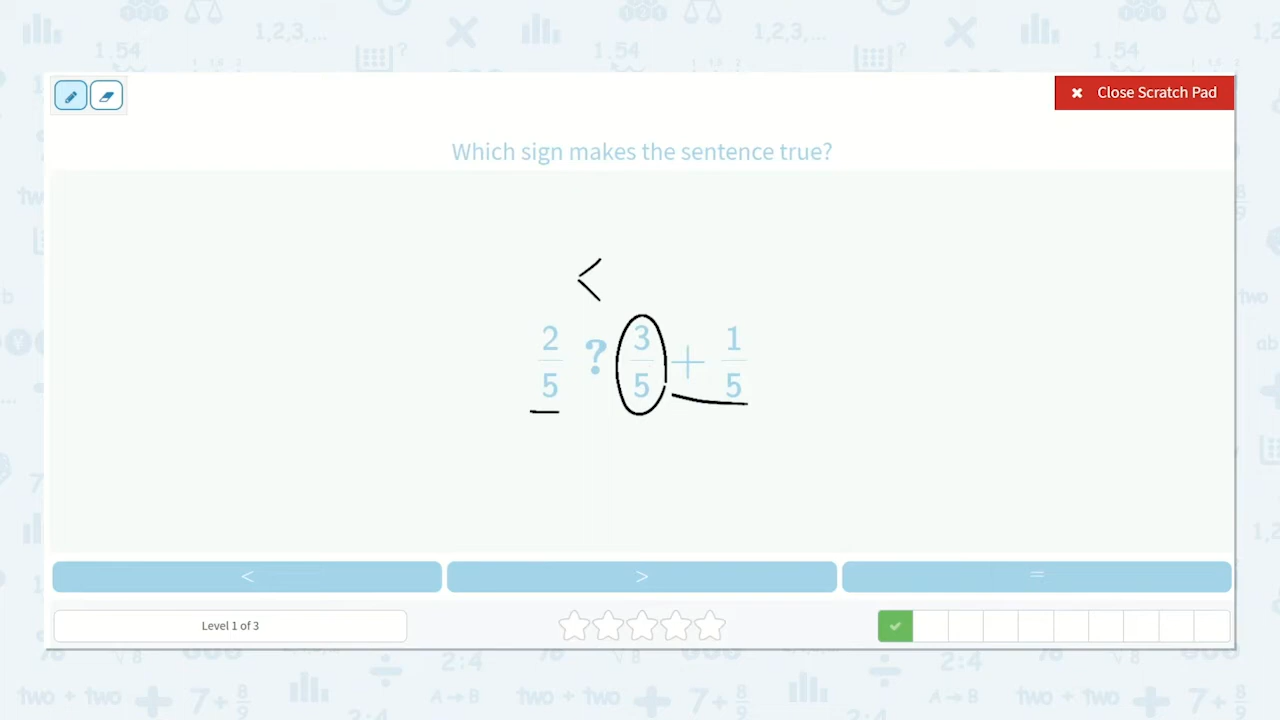 Close Scratch Pad
Which sign makes the sentence true?
<
2/5 ? 3/5 + 1/5
< > =
Level 1 of 3